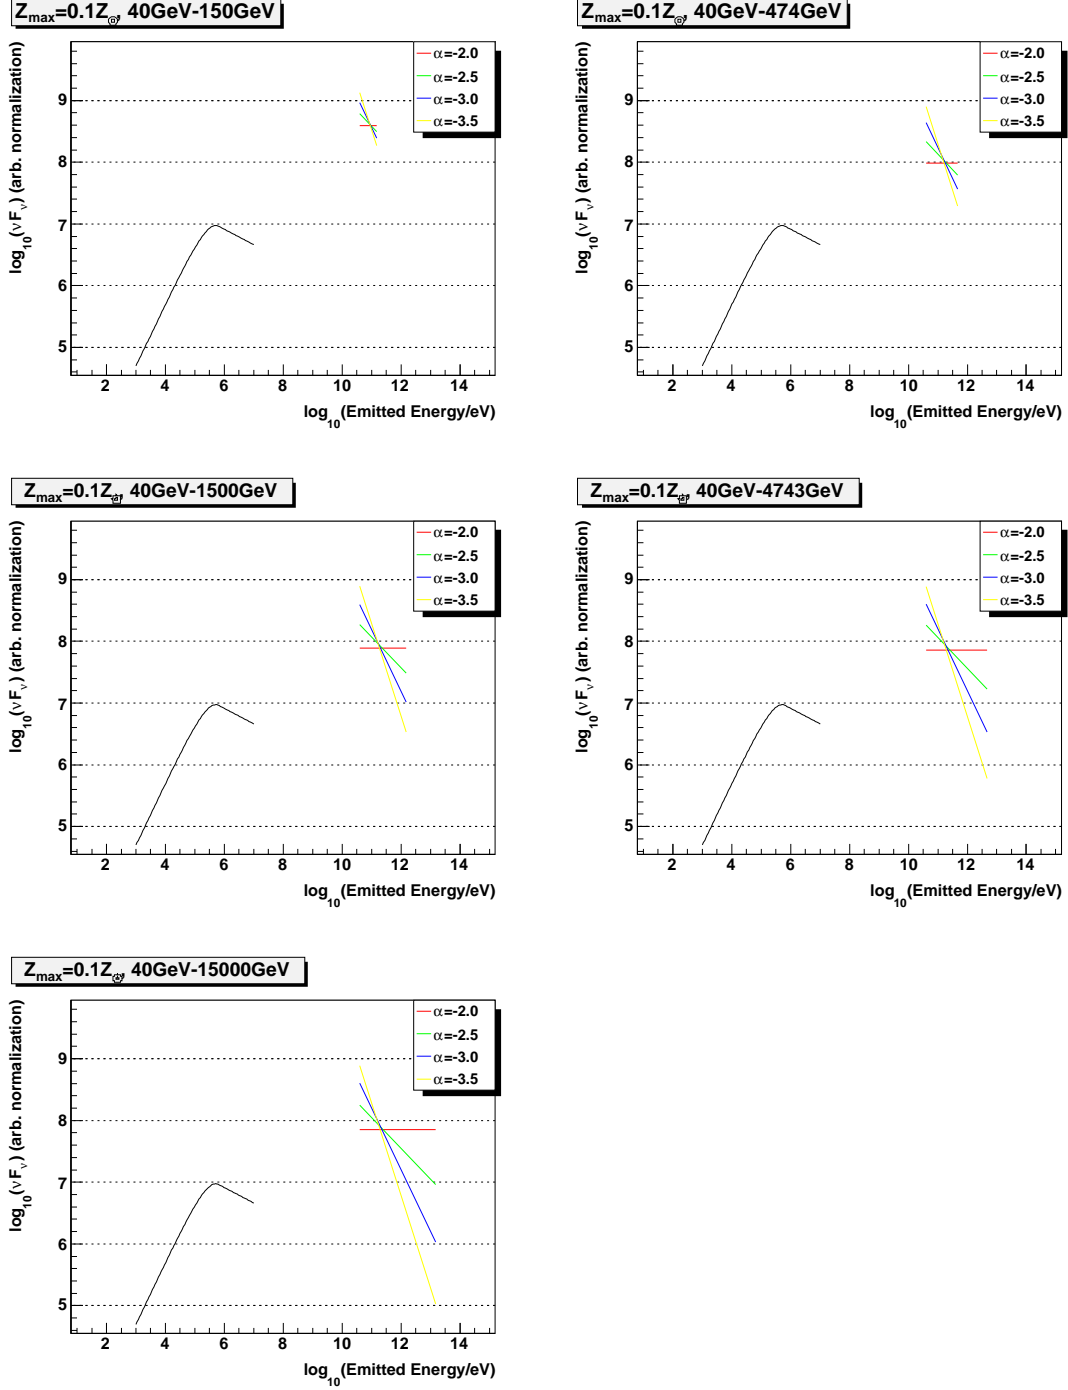 Zmax=0.1Z⊙, 40GeV-150GeV
log10(νFν) (arb. normalization)
9
8
7
6
5
α=-2.0
α=-2.5
α=-3.0
α=-3.5
2 4 6 8 10 12 14
log10(Emitted Energy/eV)
Zmax=0.1Z⊙, 40GeV-474GeV
log10(νFν) (arb. normalization)
9
8
7
6
5
α=-2.0
α=-2.5
α=-3.0
α=-3.5
2 4 6 8 10 12 14
log10(Emitted Energy/eV)
Zmax=0.1Z⊙, 40GeV-1500GeV
log10(νFν) (arb. normalization)
9
8
7
6
5
α=-2.0
α=-2.5
α=-3.0
α=-3.5
2 4 6 8 10 12 14
log10(Emitted Energy/eV)
Zmax=0.1Z⊙, 40GeV-4743GeV
log10(νFν) (arb. normalization)
9
8
7
6
5
α=-2.0
α=-2.5
α=-3.0
α=-3.5
2 4 6 8 10 12 14
log10(Emitted Energy/eV)
Zmax=0.1Z⊙, 40GeV-15000GeV
log10(νFν) (arb. normalization)
9
8
7
6
5
α=-2.0
α=-2.5
α=-3.0
α=-3.5
2 4 6 8 10 12 14
log10(Emitted Energy/eV)